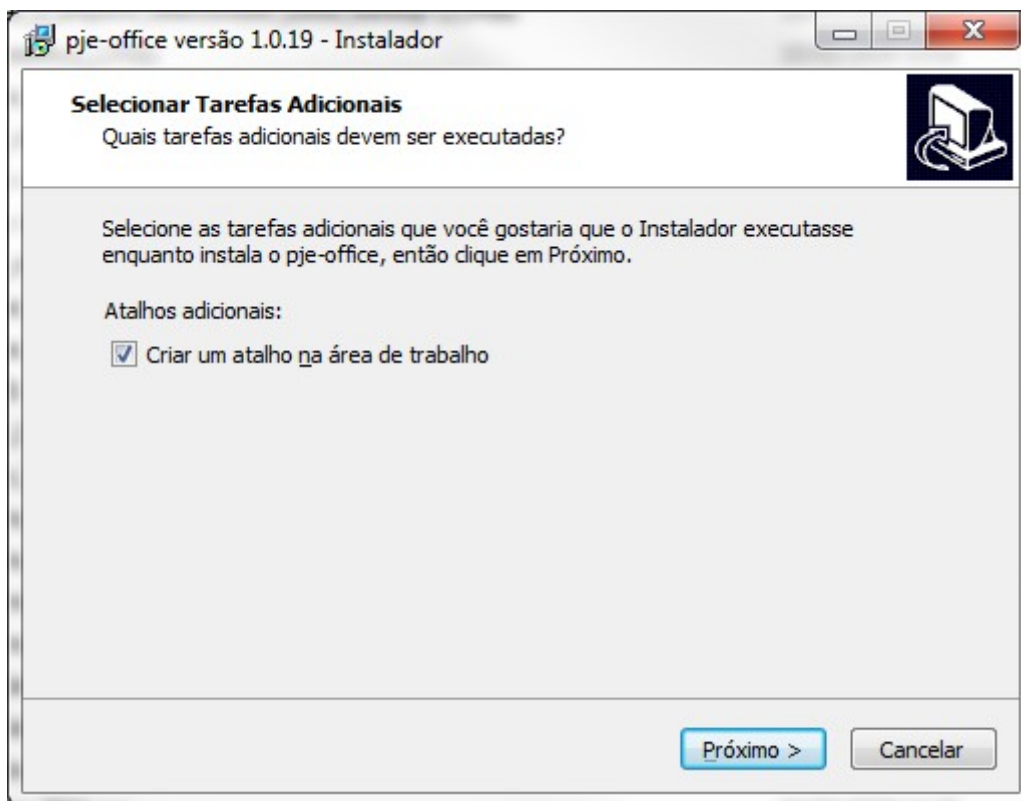 pje-office versão 1.0.19 - Instalador
Selecionar Tarefas Adicionais
Quais tarefas adicionais devem ser executadas?
Selecione as tarefas adicionais que você gostaria que o Instalador executasse
enquanto instala o pje-office, então clique em Próximo.
Atalhos adicionais:
Criar um atalho na área de trabalho
Próximo >
Cancelar